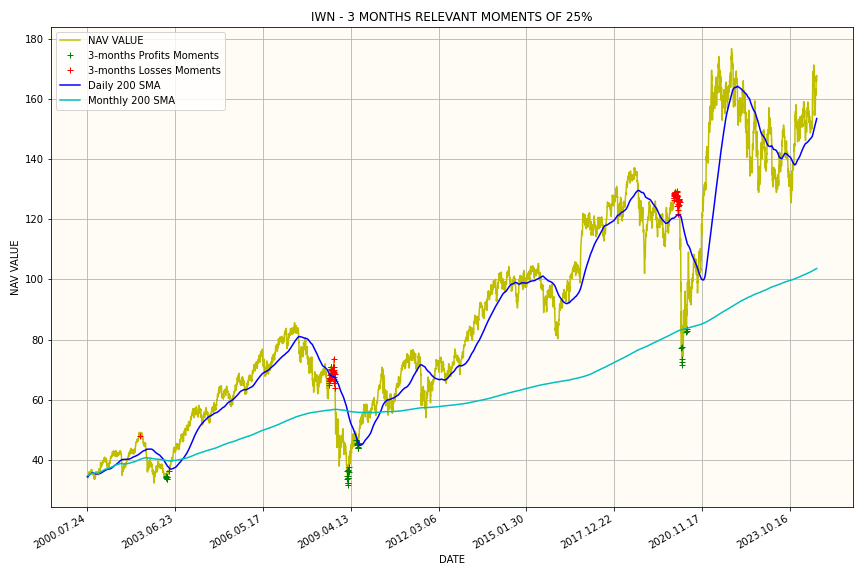 IWN - 3 MONTHS RELEVANT MOMENTS OF 25%
NAV VALUE
3-months Profits Moments
3-months Losses Moments
Daily 200 SMA
Monthly 200 SMA
180
160
140
120
100
80
60
40
NAV VALUE
2000.07.24
2003.06.23
2006.05.17
2009.04.13
2012.03.06
2015.01.30
2017.12.22
2020.11.17
2023.10.16
DATE